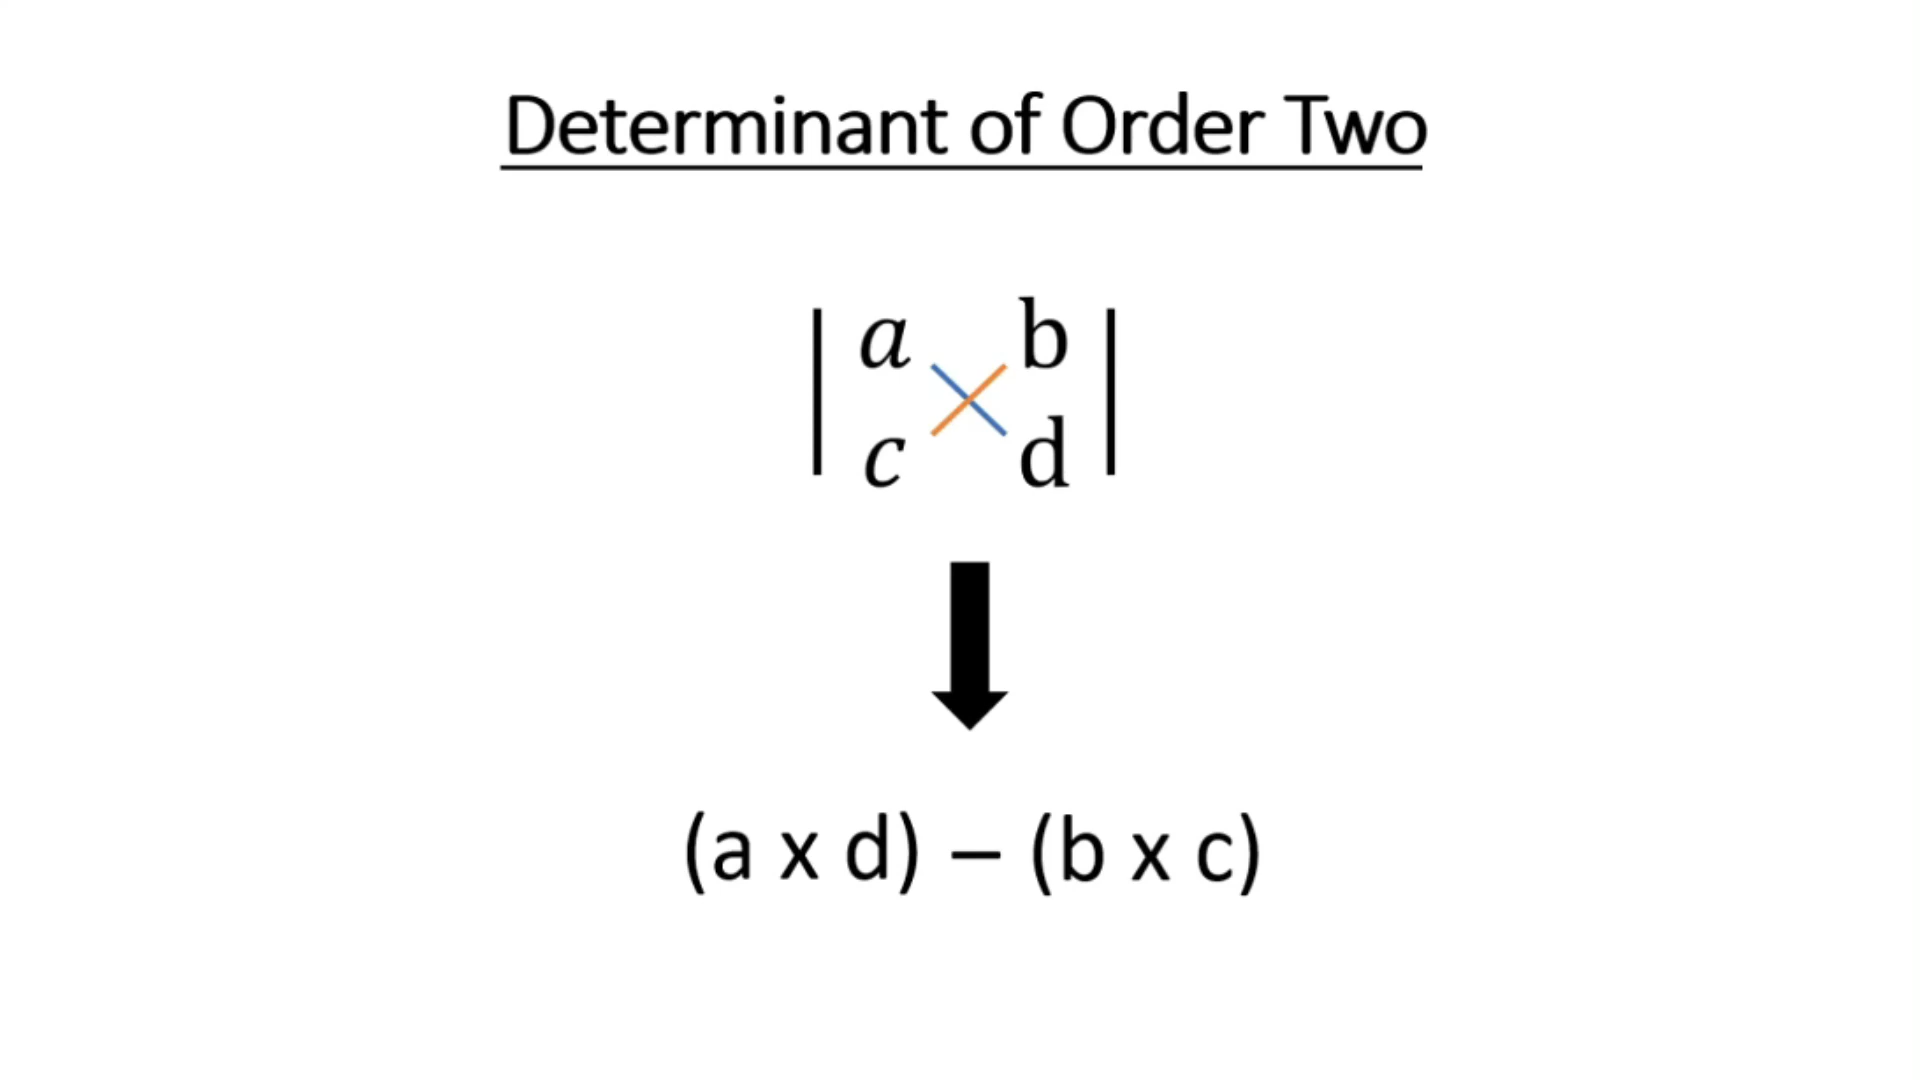 Determinant of Order Two
| a b |
| c d |
(a x d) – (b x c)